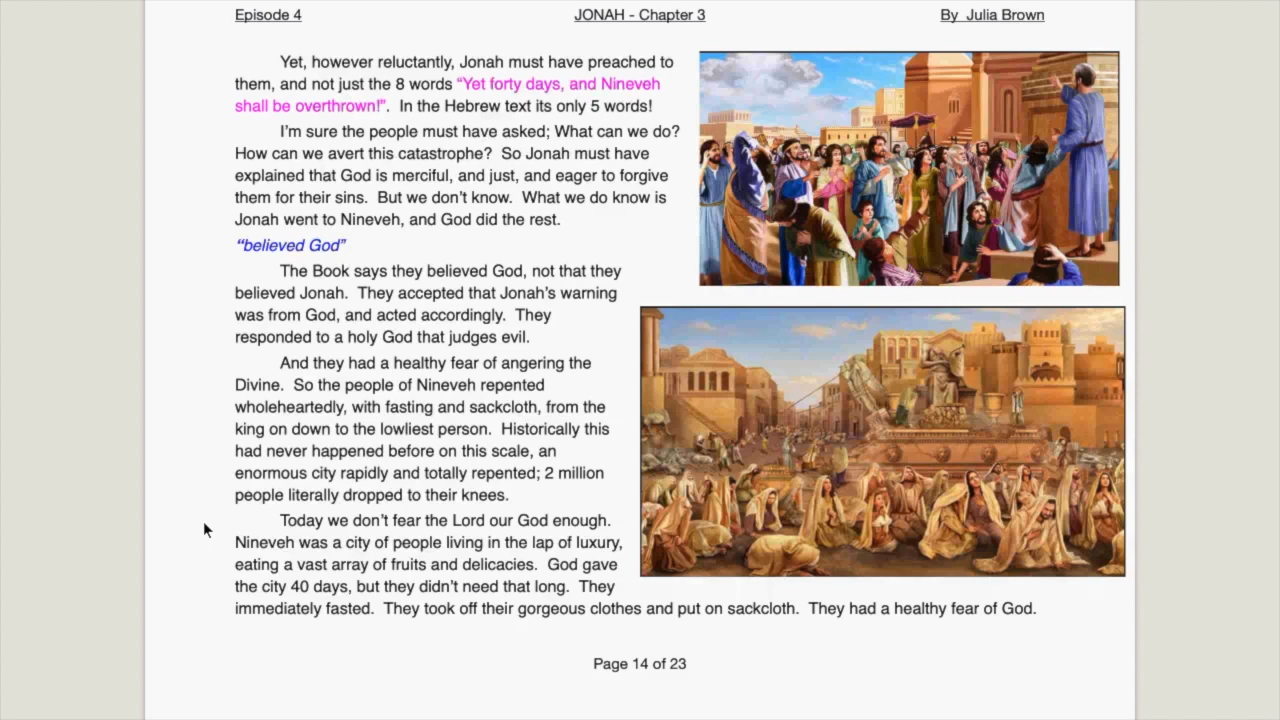 Episode 4 JONAH - Chapter 3 By Julia Brown
Yet, however reluctantly, Jonah must have preached to
them, and not just the 8 words “Yet forty days, and Nineveh
shall be overthrown!”. In the Hebrew text its only 5 words!
I’m sure the people must have asked; What can we do?
How can we avert this catastrophe? So Jonah must have
explained that God is merciful, and just, and eager to forgive
them for their sins. But we don’t know. What we do know is
Jonah went to Nineveh, and God did the rest.
“believed God”
The Book says they believed God, not that they
believed Jonah. They accepted that Jonah’s warning
was from God, and acted accordingly. They
responded to a holy God that judges evil.
And they had a healthy fear of angering the
Divine. So the people of Nineveh repented
wholeheartedly, with fasting and sackcloth, from the
king on down to the lowliest person. Historically this
had never happened before on this scale, an
enormous city rapidly and totally repented; 2 million
people literally dropped to their knees.
Today we don’t fear the Lord our God enough.
Nineveh was a city of people living in the lap of luxury,
eating a vast array of fruits and delicacies. God gave
the city 40 days, but they didn’t need that long. They
immediately fasted. They took off their gorgeous clothes and put on sackcloth. They had a healthy fear of God.
Page 14 of 23